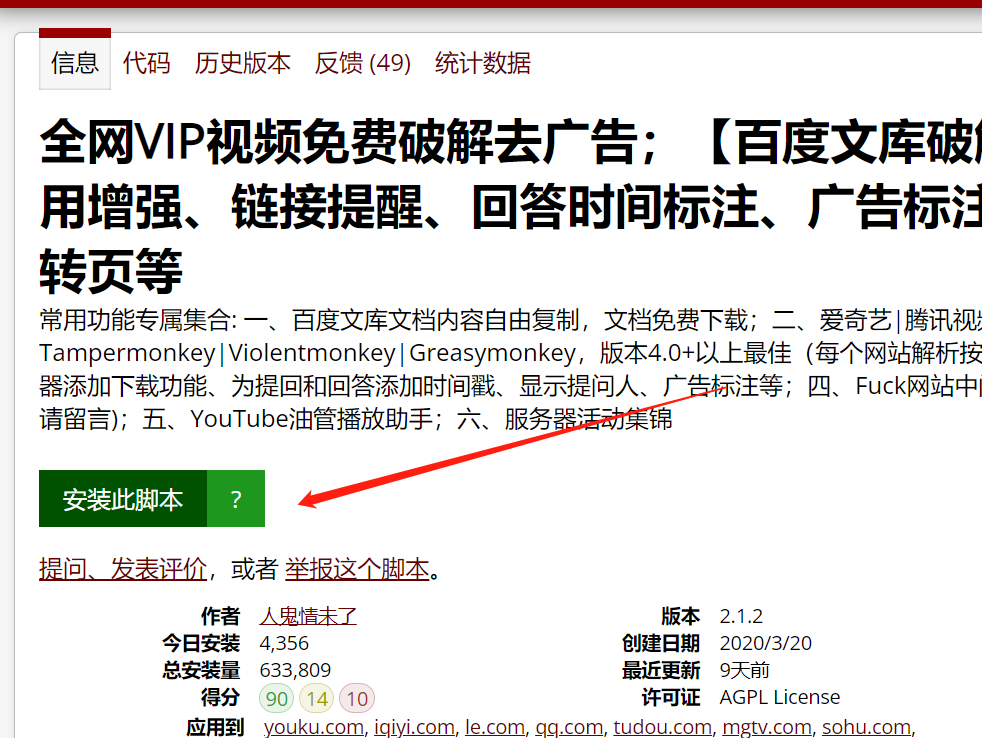 信息 代码 历史版本 反馈 (49) 统计数据
全网VIP视频免费破解去广告；【百度文库破
用增强、链接提醒、回答时间标注、广告标注
转页等
常用功能专属集合: 一、百度文库文档内容自由复制，文档免费下载；二、爱奇艺|腾讯视
Tampermonkey|Violentmonkey|Greasymonkey，版本4.0+以上最佳（每个网站解析按
器添加下载功能、为提回和回答添加时间戳、显示提问人、广告标注等；四、Fuck网站中
请留言)；五、YouTube油管播放助手；六、服务器活动集锦
安装此脚本 ?
提问、发表评价，或者 举报这个脚本。
作者 人鬼情未了 版本 2.1.2
今日安装 4,356 创建日期 2020/3/20
总安装量 633,809 最近更新 9天前
得分 90 14 10 许可证 AGPL License
应用到 youku.com, iqiyi.com, le.com, qq.com, tudou.com, mgtv.com, sohu.com,